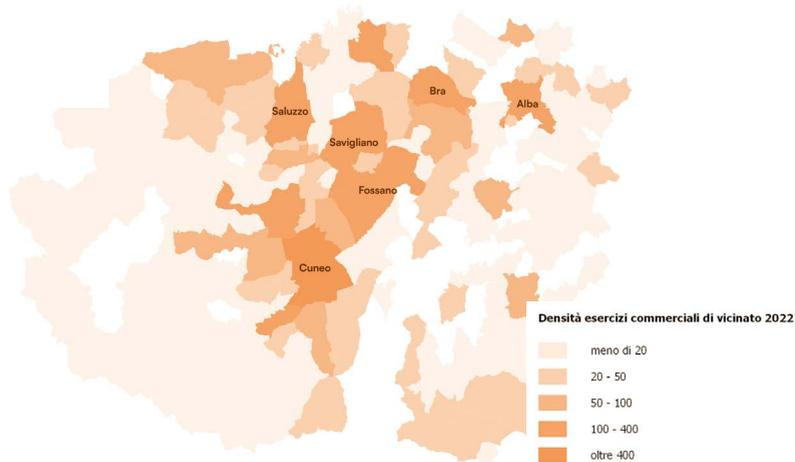 Bra
Alba
Saluzzo
Savigliano
Fossano
Cuneo
Densità esercizi commerciali di vicinato 2022
meno di 20
20 - 50
50 - 100
100 - 400
oltre 400